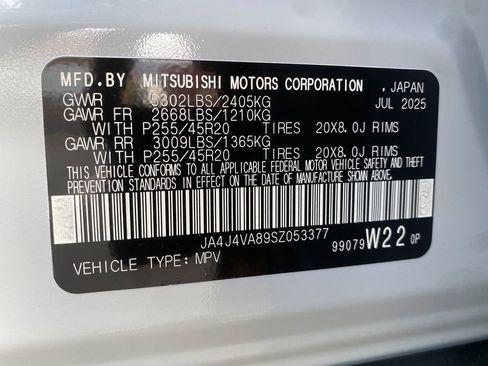 MFD.BY MITSUBISHI MOTORS CORPORATION , JAPAN
GVWR 5302LBS/2405KG JUL 2025
GAWR FR 2668LBS/1210KG
WITH P255/45R20 TIRES 20X8.0J RIMS
GAWR RR 3009LBS/1365KG
WITH P255/45R20 TIRES 20X8.0J RIMS
THIS VEHICLE CONFORMS TO ALL APPLICABLE FEDERAL MOTOR VEHICLE SAFETY AND THEFT
PREVENTION STANDARDS IN EFFECT ON THE DATE OF MANUFACTURE SHOWN ABOVE.
JA4J4VA89SZ053377
99079 W22 0P
VEHICLE TYPE: MPV